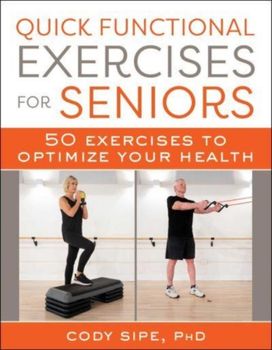 QUICK FUNCTIONAL
EXERCISES
FOR SENIORS
50 EXERCISES TO
OPTIMIZE YOUR HEALTH
CODY SIPE, PHD